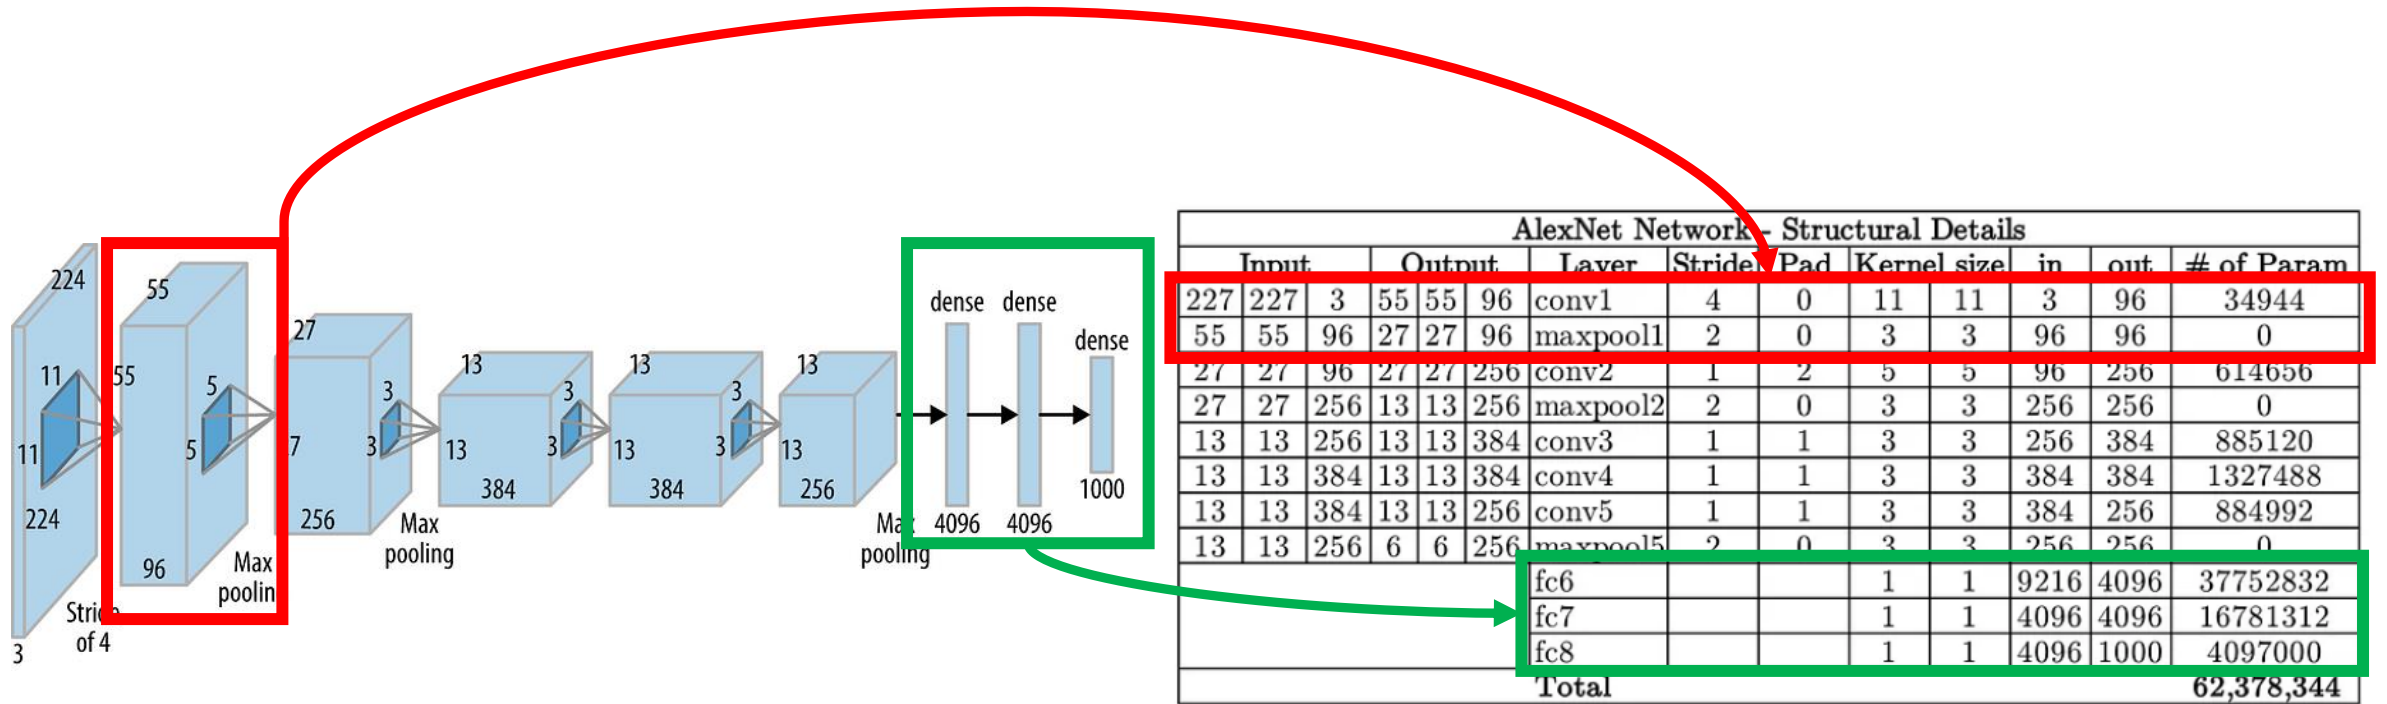 224
55
11
55
5
11
5
224
96
Max
Stride
of 4
3
27
3
7
3
256
Max
pooling
13
3
13
3
384
13
3
13
3
384
13
13
256
Max
pooling
dense dense
dense
4096 4096
1000
AlexNet Network - Structural Details
Input Output Layer Stride Pad Kernel size in out # of Param
227 227 3 55 55 96 conv1 4 0 11 11 3 96 34944
55 55 96 27 27 96 maxpool1 2 0 3 3 96 96 0
27 27 96 27 27 256 conv2 1 2 5 5 96 256 614656
27 27 256 13 13 256 maxpool2 2 0 3 3 256 256 0
13 13 256 13 13 384 conv3 1 1 3 3 256 384 885120
13 13 384 13 13 384 conv4 1 1 3 3 384 384 1327488
13 13 384 13 13 256 conv5 1 1 3 3 384 256 884992
13 13 256 6 6 256 maxpool5 2 0 3 3 256 256 0
fc6 1 1 9216 4096 37752832
fc7 1 1 4096 4096 16781312
fc8 1 1 4096 1000 4097000
Total 62,378,344